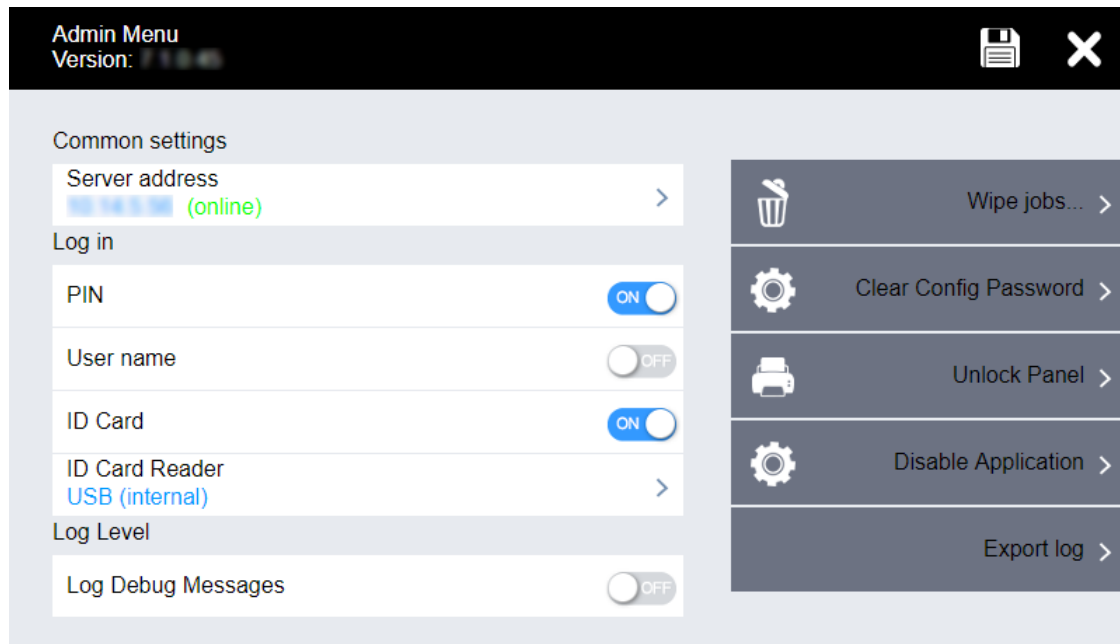 Admin Menu
Version:
Common settings
Server address
(online)
Log in
PIN
ON
User name
OFF
ID Card
ON
ID Card Reader
USB (internal)
Log Level
Log Debug Messages
OFF
Wipe jobs...
Clear Config Password
Unlock Panel
Disable Application
Export log